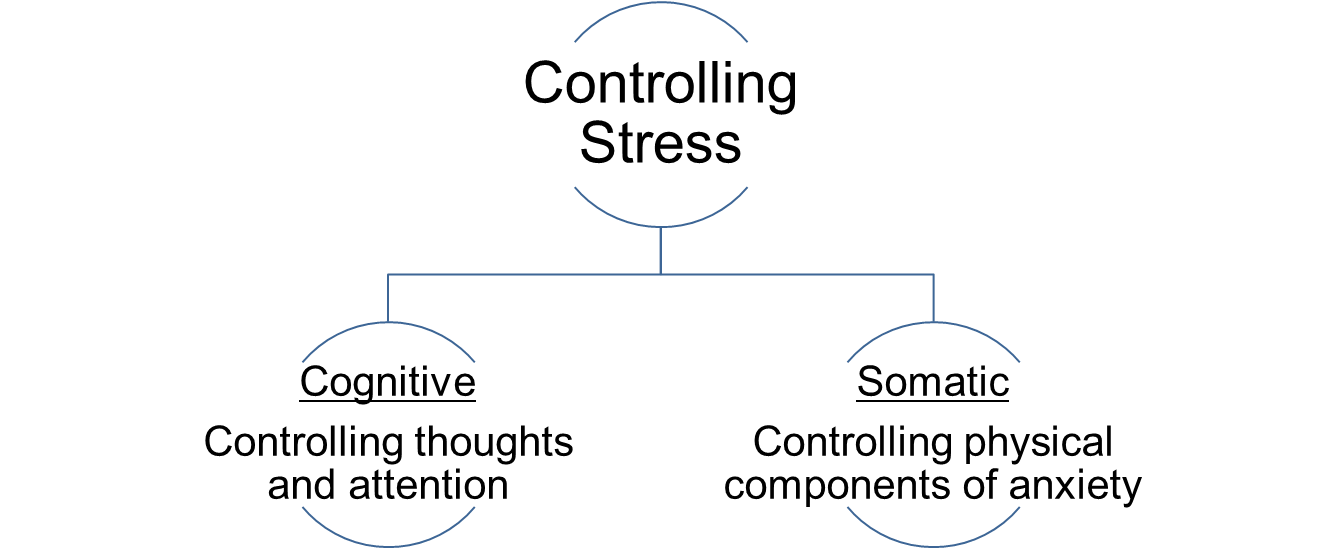 Controlling
Stress
Cognitive
Controlling thoughts
and attention
Somatic
Controlling physical
components of anxiety